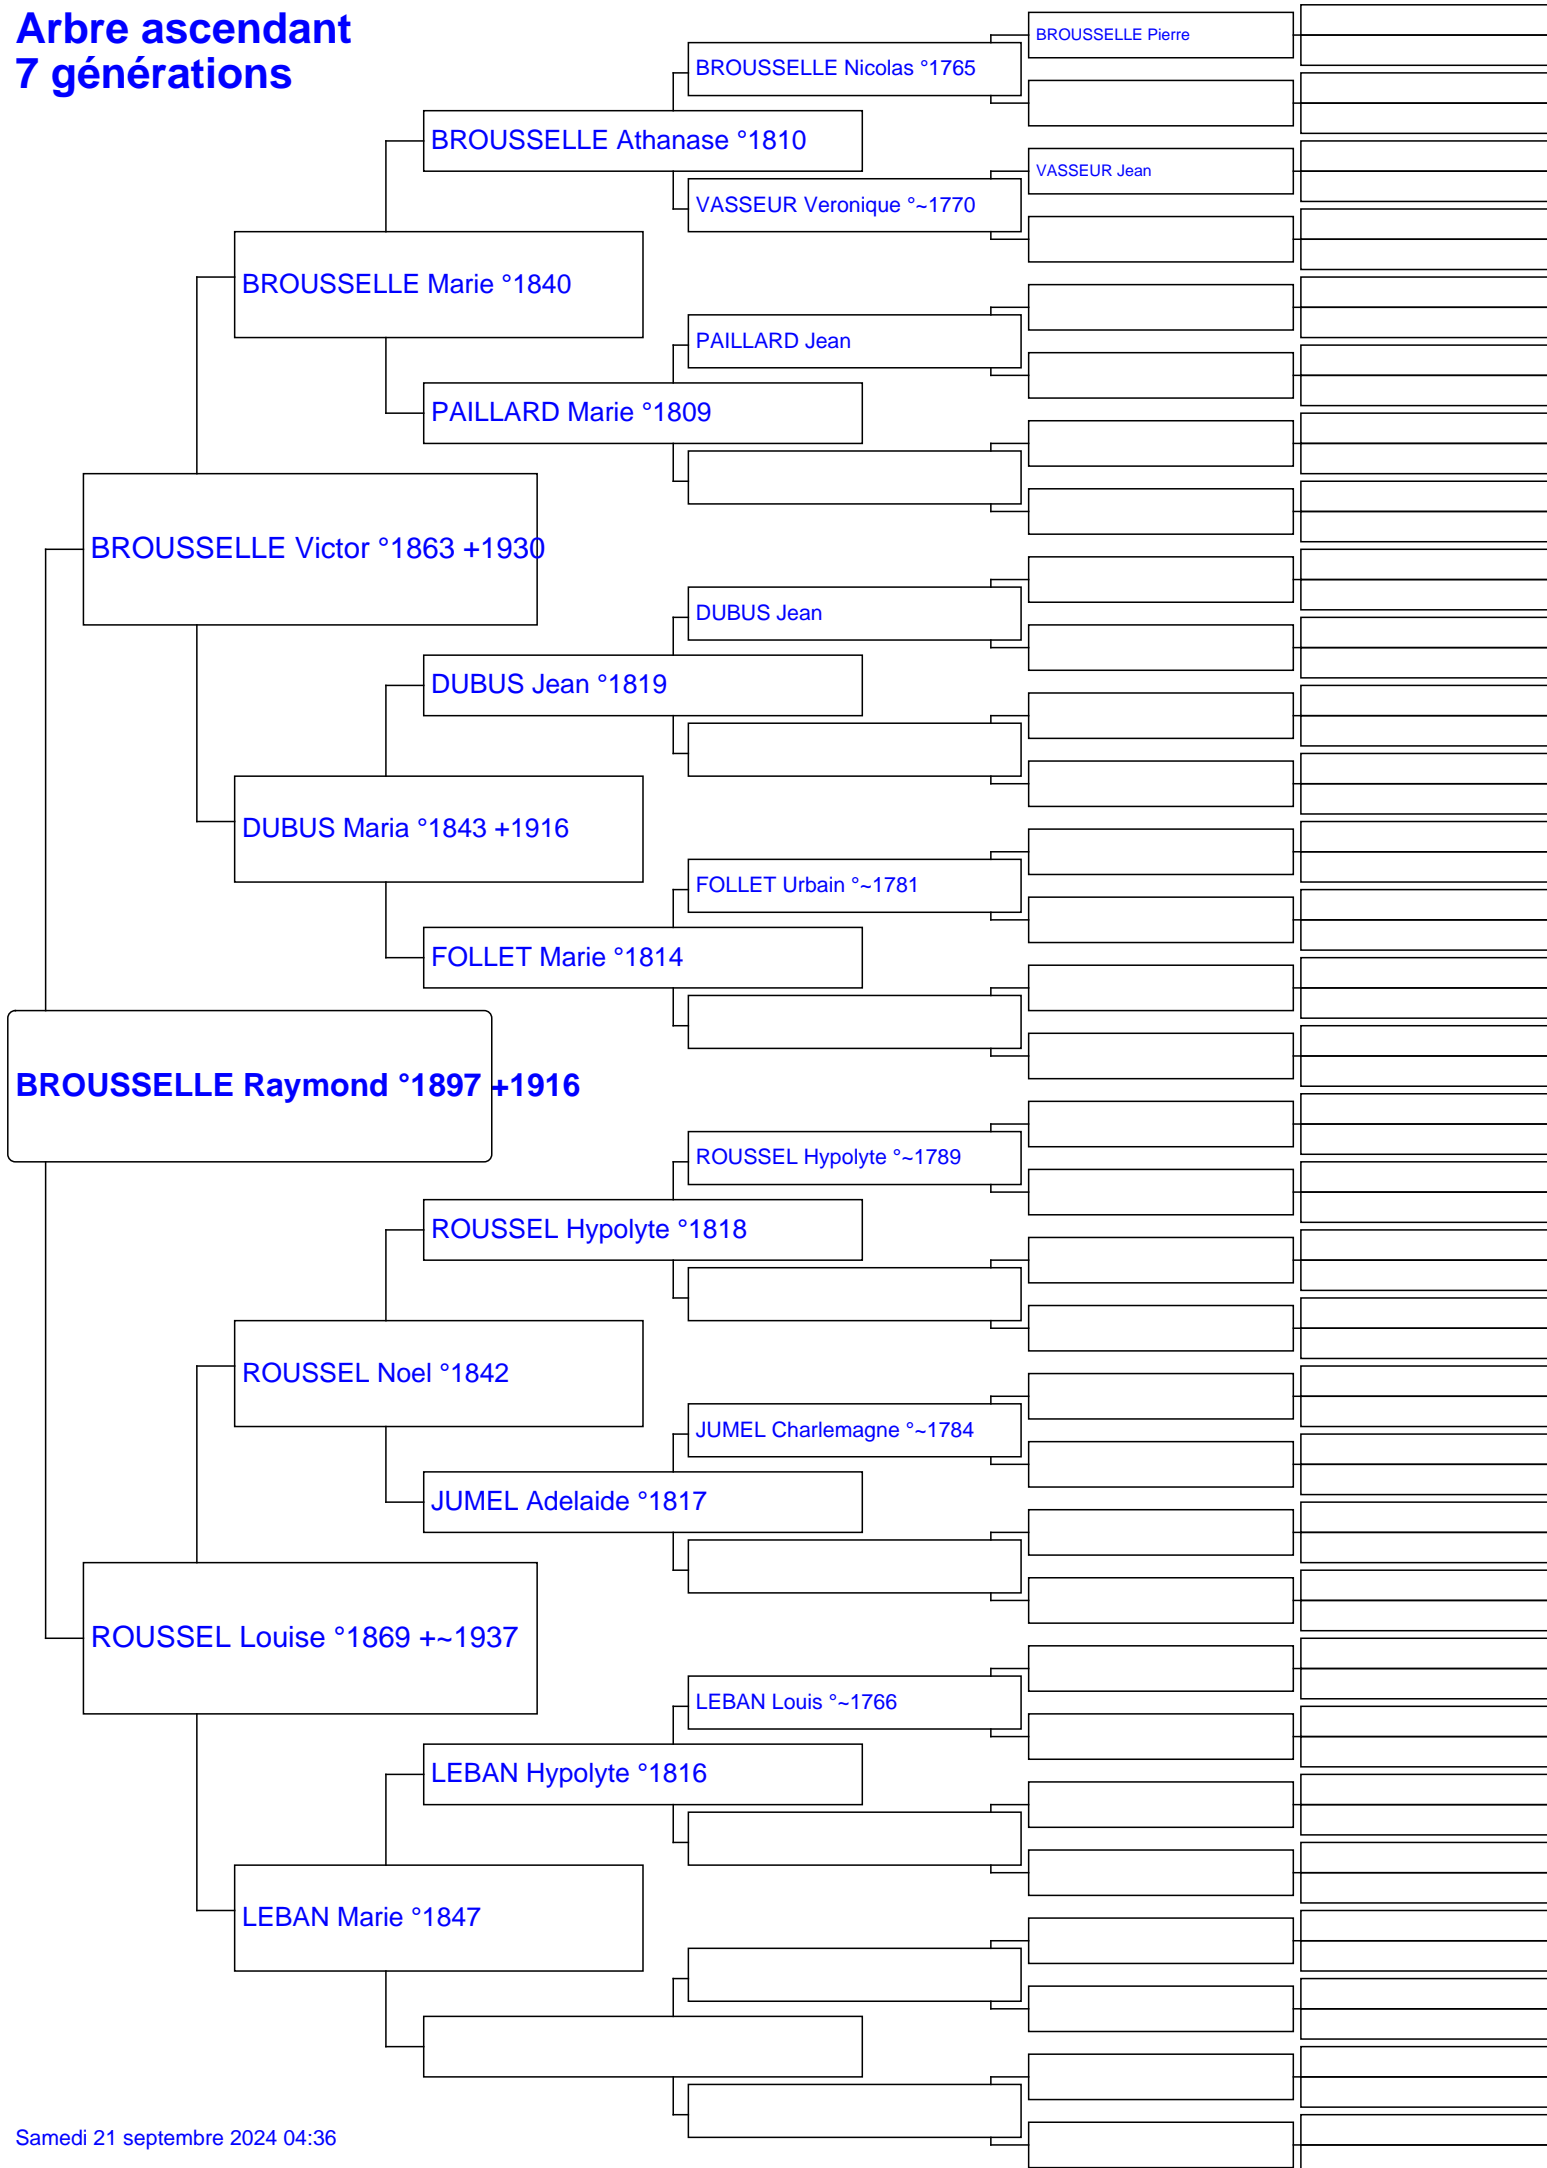 Arbre ascendant
7 générations
BROUSSELLE Pierre
BROUSSELLE Nicolas °1765
BROUSSELLE Athanase °1810
VASSEUR Jean
VASSEUR Veronique °~1770
BROUSSELLE Marie °1840
PAILLARD Jean
PAILLARD Marie °1809
BROUSSELLE Victor °1863 +1930
DUBUS Jean
DUBUS Jean °1819
DUBUS Maria °1843 +1916
FOLLET Urbain °~1781
FOLLET Marie °1814
BROUSSELLE Raymond °1897 +1916
ROUSSEL Hypolyte °~1789
ROUSSEL Hypolyte °1818
ROUSSEL Noel °1842
JUMEL Charlemagne °~1784
JUMEL Adelaide °1817
ROUSSEL Louise °1869 +~1937
LEBAN Louis °~1766
LEBAN Hypolyte °1816
LEBAN Marie °1847
Samedi 21 septembre 2024 04:36